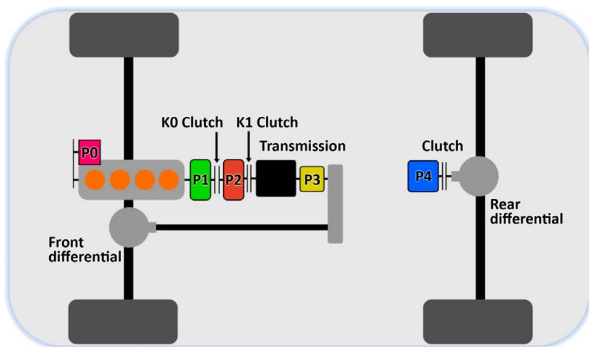 K0 Clutch K1 Clutch
Transmission
Clutch
P0
P1
P2
P3
P4
Front
differential
Rear
differential